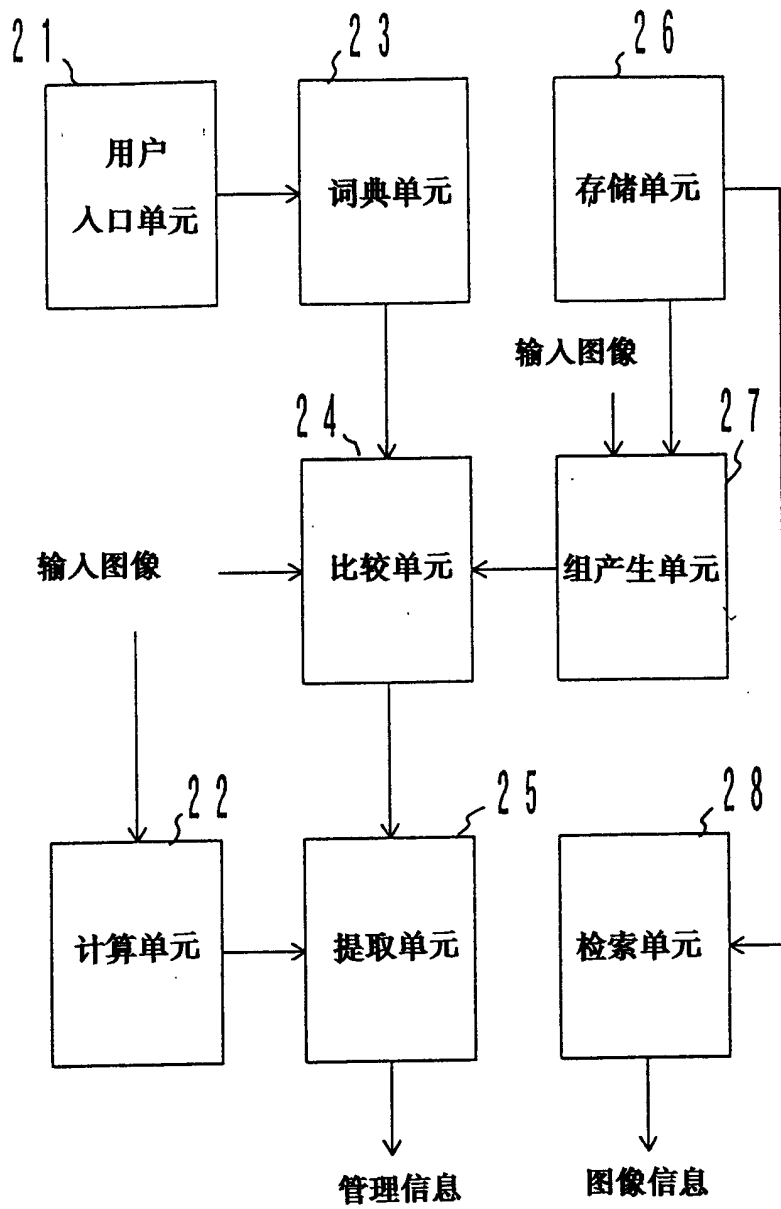 21
23
26
用户
入口单元
词典单元
存储单元
输入图像
24
27
输入图像
比较单元
组产生单元
22
25
28
计算单元
提取单元
检索单元
管理信息
图像信息